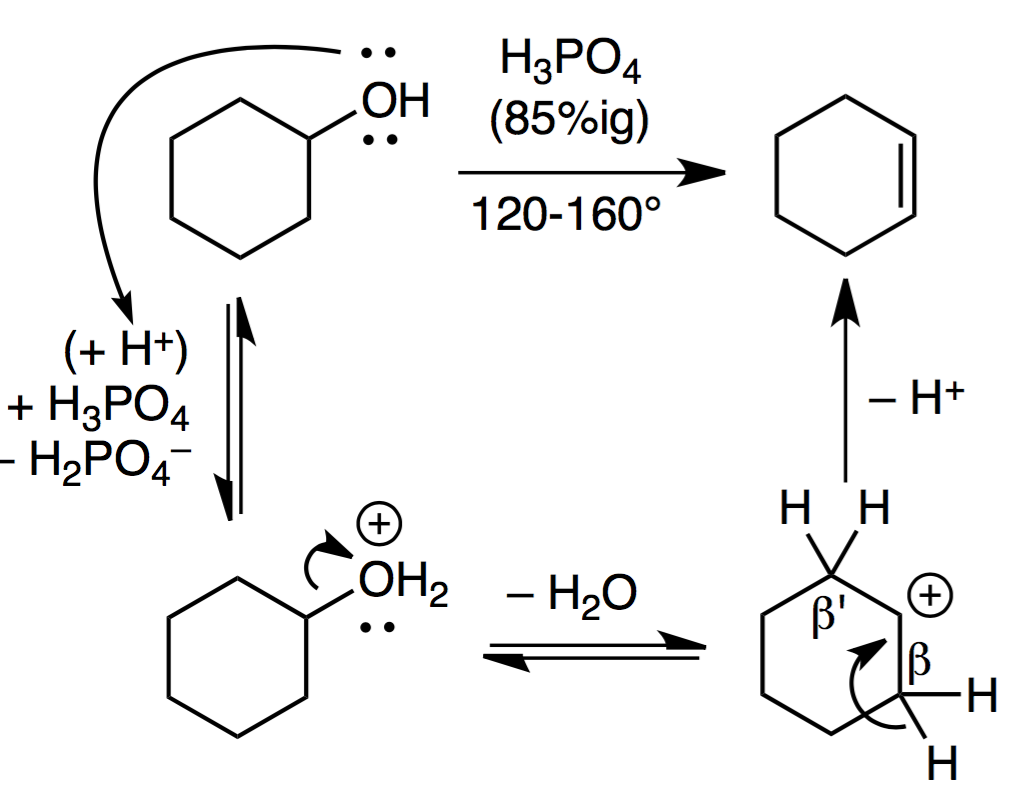 OH
H₃PO₄
(85%ig)
120-160°
(+ H⁺)
+ H₃PO₄
– H₂PO₄⁻
– H⁺
H H
⊕
OH₂
– H₂O
⊕
β'
β
H
H